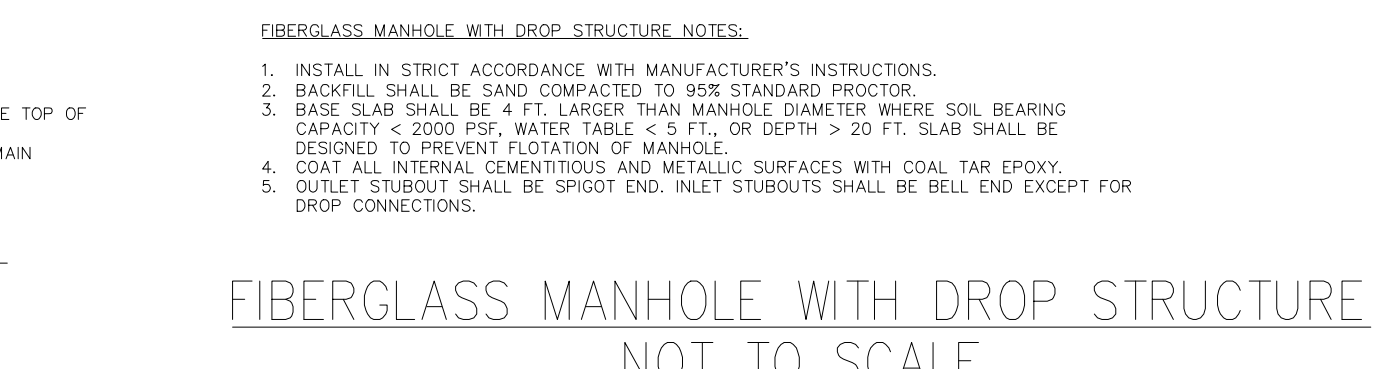 FIBERGLASS MANHOLE WITH DROP STRUCTURE NOTES:
1. INSTALL IN STRICT ACCORDANCE WITH MANUFACTURER'S INSTRUCTIONS.
2. BACKFILL SHALL BE SAND COMPACTED TO 95% STANDARD PROCTOR.
3. BASE SLAB SHALL BE 4 FT. LARGER THAN MANHOLE DIAMETER WHERE SOIL BEARING
CAPACITY < 2000 PSF, WATER TABLE < 5 FT., OR DEPTH > 20 FT. SLAB SHALL BE
DESIGNED TO PREVENT FLOTATION OF MANHOLE.
4. COAT ALL INTERNAL CEMENTITIOUS AND METALLIC SURFACES WITH COAL TAR EPOXY.
5. OUTLET STUBOUT SHALL BE SPIGOT END. INLET STUBOUTS SHALL BE BELL END EXCEPT FOR
DROP CONNECTIONS.
TOP OF
FIBERGLASS MANHOLE WITH DROP STRUCTURE
NOT TO SCALE